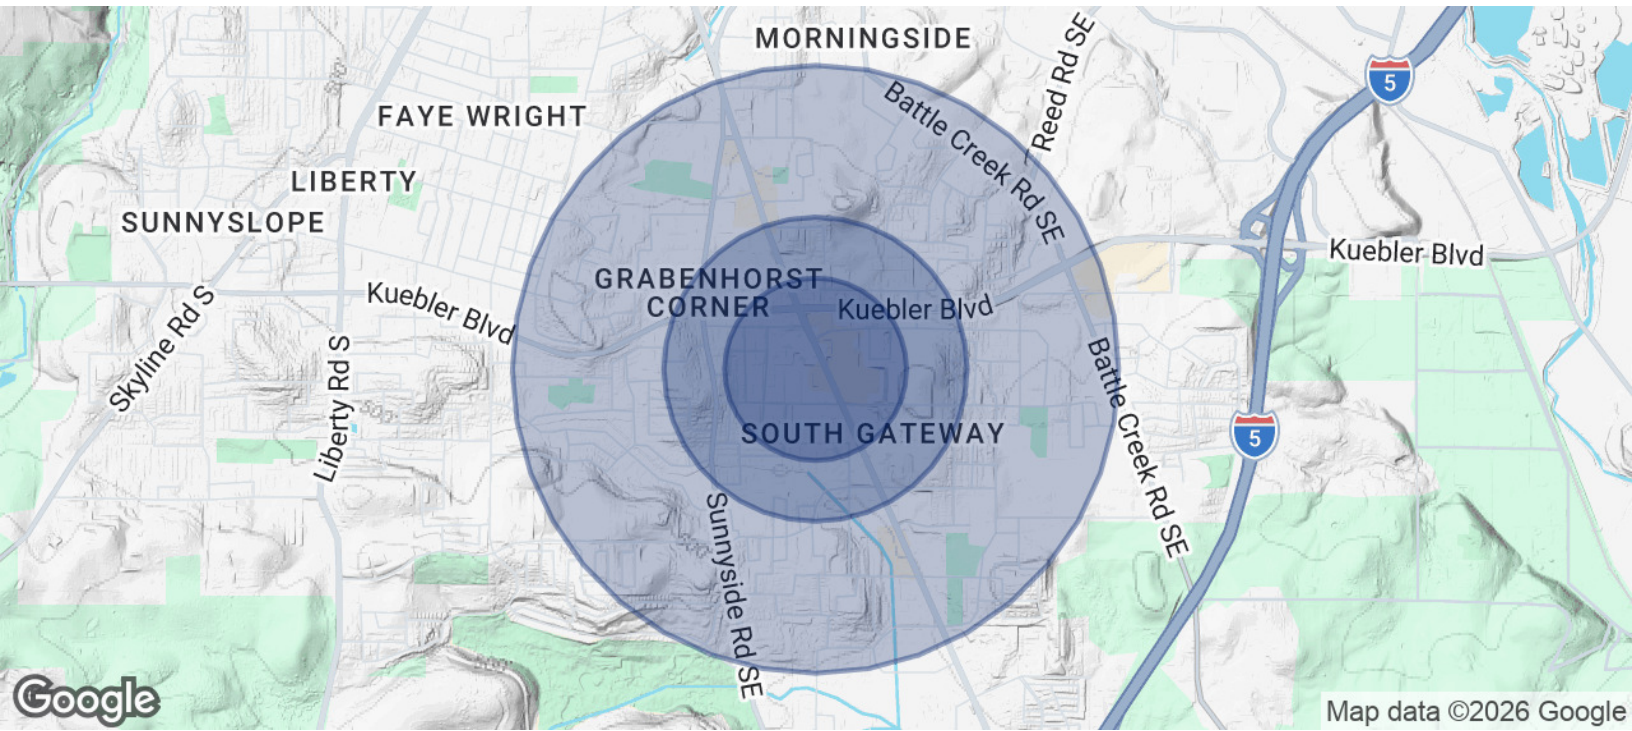 MORNINGSIDE
Reed Rd SE
5
Battle Creek Rd SE
FAYE WRIGHT
LIBERTY
SUNNYSLOPE
Kuebler Blvd
GRABENHORST
CORNER
Kuebler Blvd
Kuebler Blvd
Skyline Rd S
Liberty Rd S
Battle Creek Rd SE
SOUTH GATEWAY
5
Sunnyside Rd SE
Google
Map data ©2026 Google